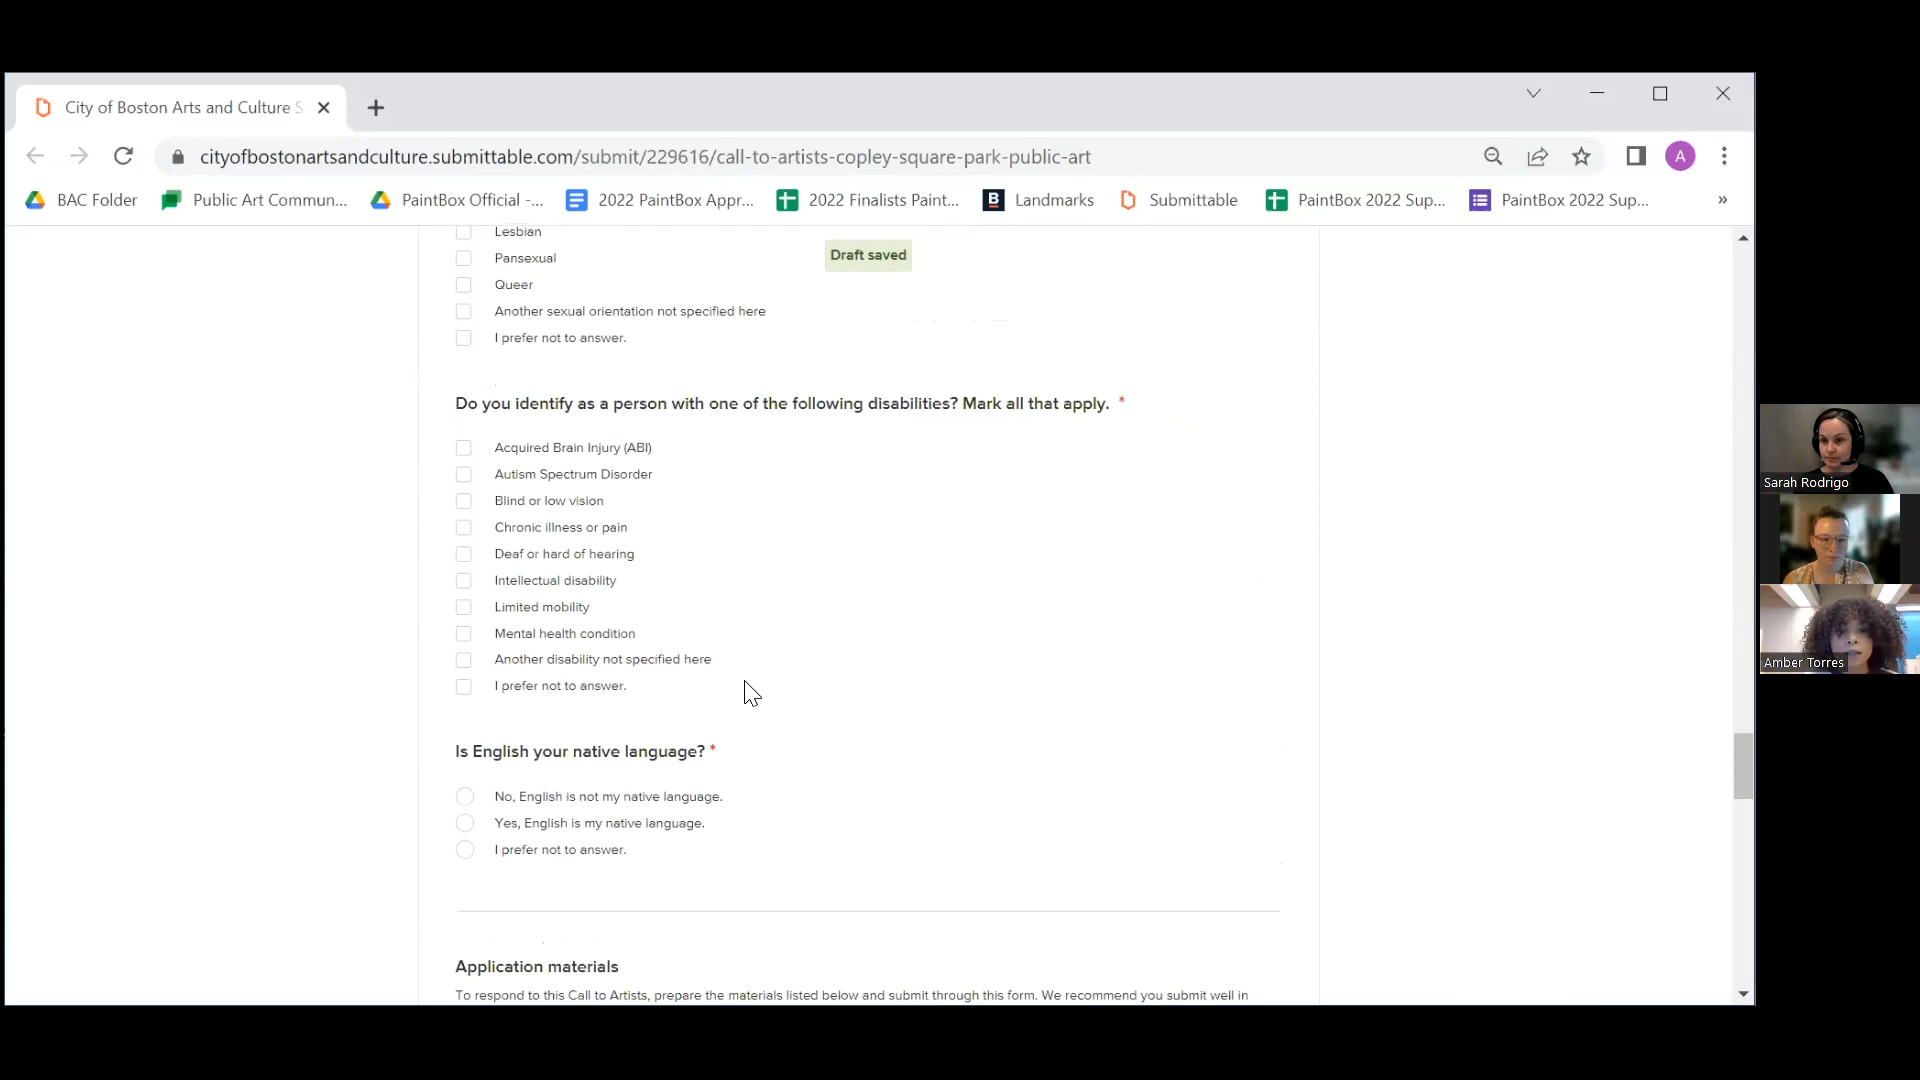 City of Boston Arts and Culture S
cityofbostonartsandculture.submittable.com/submit/229616/call-to-artists-copley-square-park-public-art
A
BAC Folder
Public Art Commun...
PaintBox Official -...
2022 PaintBox Appr...
2022 Finalists Paint...
B
Landmarks
Submittable
PaintBox 2022 Sup...
PaintBox 2022 Sup...
»
Lesbian
Draft saved
Pansexual
Queer
Another sexual orientation not specified here
I prefer not to answer.
Do you identify as a person with one of the following disabilities? Mark all that apply. *
Acquired Brain Injury (ABI)
Autism Spectrum Disorder
Blind or low vision
Chronic illness or pain
Deaf or hard of hearing
Intellectual disability
Limited mobility
Mental health condition
Another disability not specified here
I prefer not to answer.
Is English your native language? *
No, English is not my native language.
Yes, English is my native language.
I prefer not to answer.
Application materials
To respond to this Call to Artists, prepare the materials listed below and submit through this form. We recommend you submit well in
Sarah Rodrigo
Amber Torres